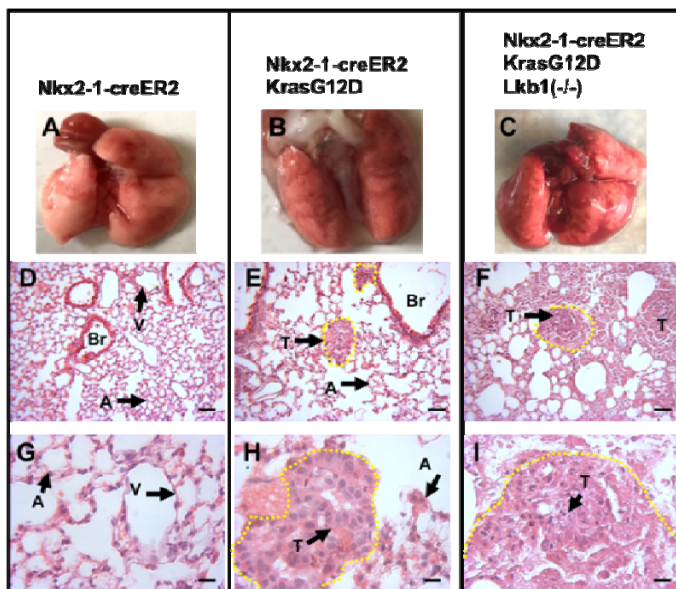 Nkx2-1-creER2
Nkx2-1-creER2
KrasG12D
Nkx2-1-creER2
KrasG12D
Lkb1(-/-)
A
B
C
D
V
Br
A
E
Br
T
A
F
T
T
G
A
V
H
A
T
I
T